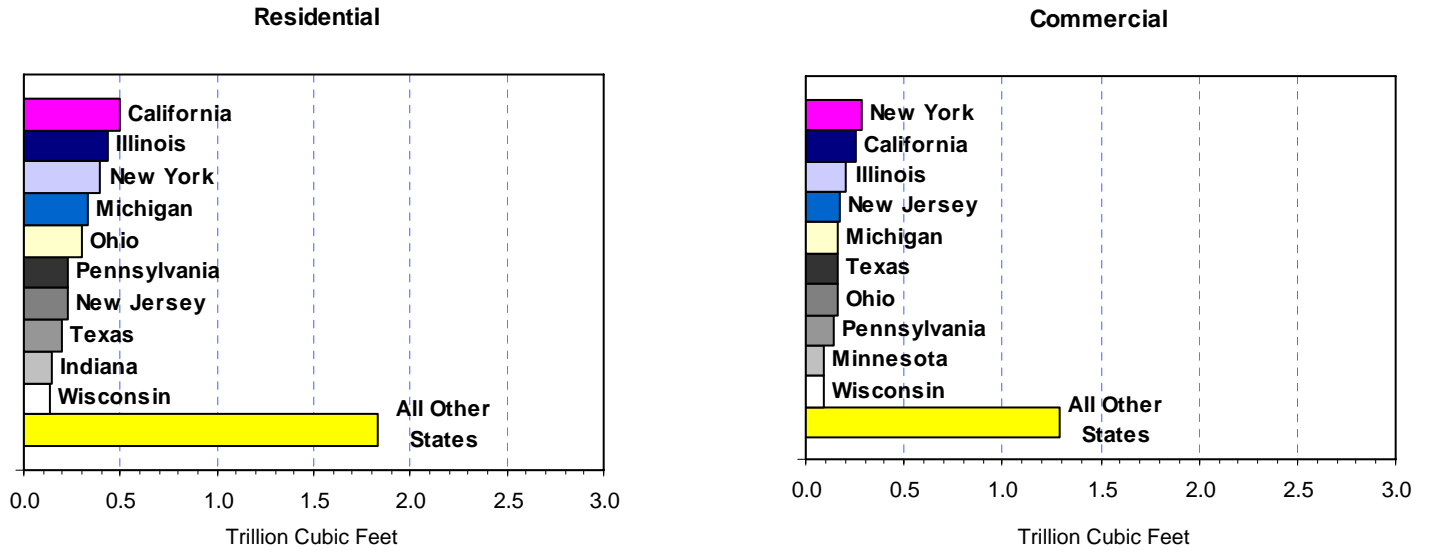 Residential
California
Illinois
New York
Michigan
Ohio
Pennsylvania
New Jersey
Texas
Indiana
Wisconsin
All Other
States
0.0 0.5 1.0 1.5 2.0 2.5 3.0
Trillion Cubic Feet
Commercial
New York
California
Illinois
New Jersey
Michigan
Texas
Ohio
Pennsylvania
Minnesota
Wisconsin
All Other
States
0.0 0.5 1.0 1.5 2.0 2.5 3.0
Trillion Cubic Feet